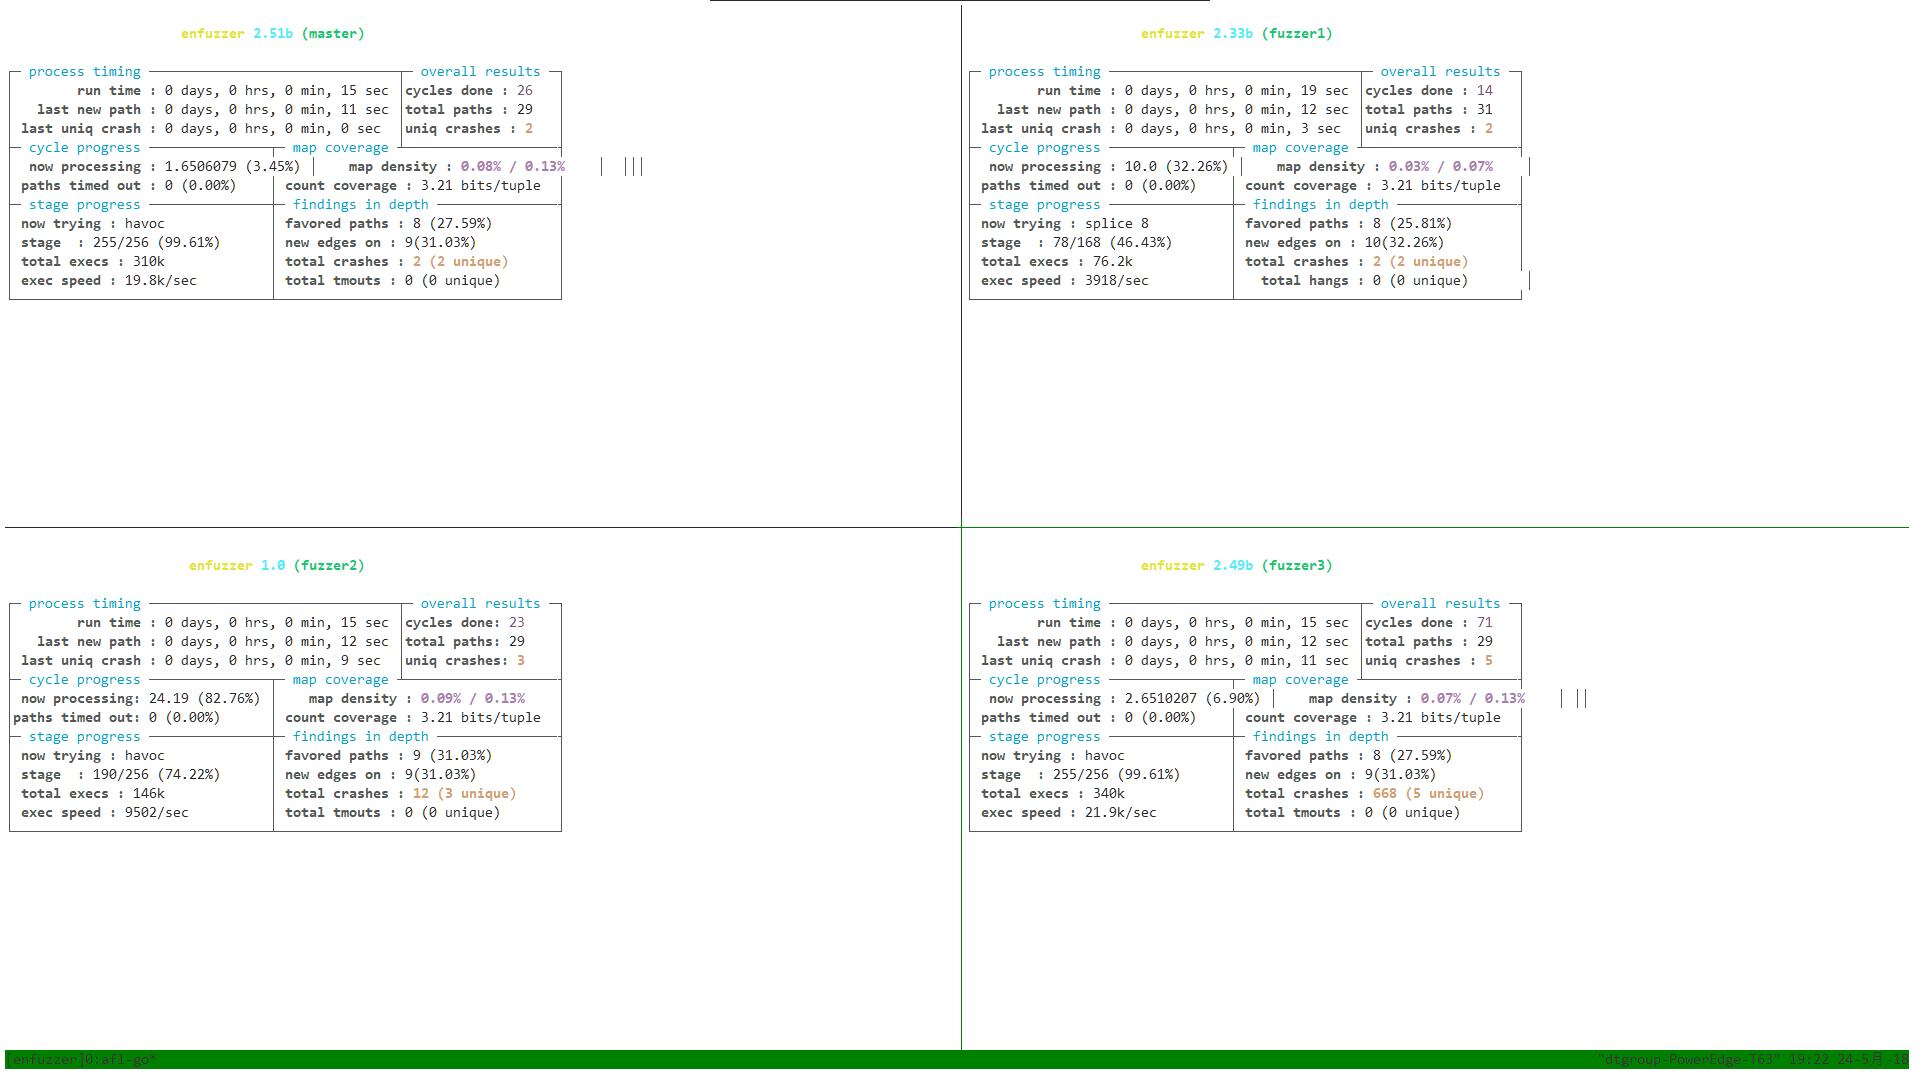 enfuzzer 2.51b (master)
process timing
overall results
run time : 0 days, 0 hrs, 0 min, 15 sec
cycles done : 26
last new path : 0 days, 0 hrs, 0 min, 11 sec
total paths : 29
last uniq crash : 0 days, 0 hrs, 0 min, 0 sec
uniq crashes : 2
cycle progress
map coverage
now processing : 1.6506079 (3.45%)
map density : 0.08% / 0.13%
paths timed out : 0 (0.00%)
count coverage : 3.21 bits/tuple
stage progress
findings in depth
now trying : havoc
favored paths : 8 (27.59%)
stage : 255/256 (99.61%)
new edges on : 9(31.03%)
total execs : 310k
total crashes : 2 (2 unique)
exec speed : 19.8k/sec
total tmouts : 0 (0 unique)
enfuzzer 2.33b (fuzzer1)
process timing
overall results
run time : 0 days, 0 hrs, 0 min, 19 sec
cycles done : 14
last new path : 0 days, 0 hrs, 0 min, 12 sec
total paths : 31
last uniq crash : 0 days, 0 hrs, 0 min, 3 sec
uniq crashes : 2
cycle progress
map coverage
now processing : 10.0 (32.26%)
map density : 0.03% / 0.07%
paths timed out : 0 (0.00%)
count coverage : 3.21 bits/tuple
stage progress
findings in depth
now trying : splice 8
favored paths : 8 (25.81%)
stage : 78/168 (46.43%)
new edges on : 10(32.26%)
total execs : 76.2k
total crashes : 2 (2 unique)
exec speed : 3918/sec
total hangs : 0 (0 unique)
enfuzzer 1.0 (fuzzer2)
process timing
overall results
run time : 0 days, 0 hrs, 0 min, 15 sec
cycles done: 23
last new path : 0 days, 0 hrs, 0 min, 12 sec
total paths: 29
last uniq crash : 0 days, 0 hrs, 0 min, 9 sec
uniq crashes: 3
cycle progress
map coverage
now processing: 24.19 (82.76%)
map density : 0.09% / 0.13%
paths timed out: 0 (0.00%)
count coverage : 3.21 bits/tuple
stage progress
findings in depth
now trying : havoc
favored paths : 9 (31.03%)
stage : 190/256 (74.22%)
new edges on : 9(31.03%)
total execs : 146k
total crashes : 12 (3 unique)
exec speed : 9502/sec
total tmouts : 0 (0 unique)
enfuzzer 2.49b (fuzzer3)
process timing
overall results
run time : 0 days, 0 hrs, 0 min, 15 sec
cycles done : 71
last new path : 0 days, 0 hrs, 0 min, 12 sec
total paths : 29
last uniq crash : 0 days, 0 hrs, 0 min, 11 sec
uniq crashes : 5
cycle progress
map coverage
now processing : 2.6510207 (6.90%)
map density : 0.07% / 0.13%
paths timed out : 0 (0.00%)
count coverage : 3.21 bits/tuple
stage progress
findings in depth
now trying : havoc
favored paths : 8 (27.59%)
stage : 255/256 (99.61%)
new edges on : 9(31.03%)
total execs : 340k
total crashes : 668 (5 unique)
exec speed : 21.9k/sec
total tmouts : 0 (0 unique)
[enfuzzer]0:afl-go*
"dtgroup-PowerEdge-T63" 19:22 24-5月-18